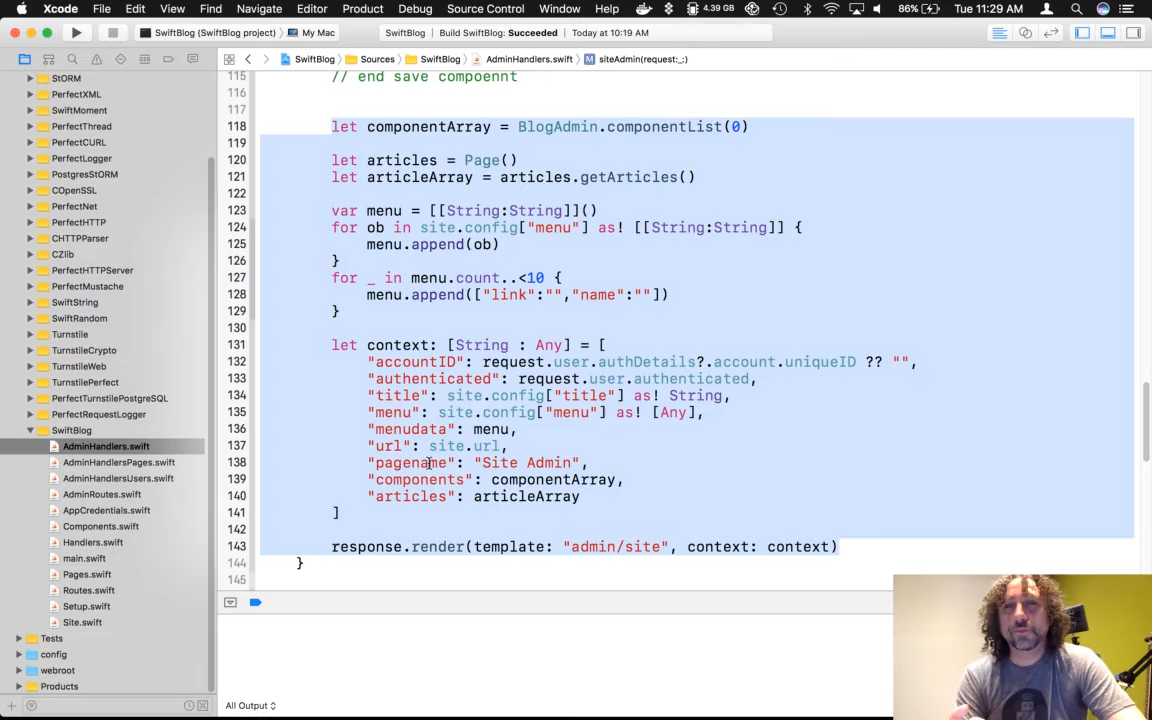 Xcode File Edit View Find Navigate Editor Product Debug Source Control Window Help 4.39 GB 86% Tue 11:29 AM
SwiftBlog (SwiftBlog project) My Mac SwiftBlog Build SwiftBlog: Succeeded Today at 10:19 AM
SwiftBlog Sources SwiftBlog AdminHandlers.swift M siteAdmin(request:_:)
StORM
PerfectXML
SwiftMoment
PerfectThread
PerfectCURL
PerfectLogger
PostgresStORM
COpenSSL
PerfectNet
PerfectHTTP
CHTTPParser
CZlib
PerfectHTTPServer
PerfectMustache
SwiftString
SwiftRandom
Turnstile
TurnstileCrypto
TurnstileWeb
TurnstilePerfect
PerfectTurnstilePostgreSQL
PerfectRequestLogger
SwiftBlog
AdminHandlers.swift
AdminHandlersPages.swift
AdminHandlersUsers.swift
AdminRoutes.swift
AppCredentials.swift
Components.swift
Handlers.swift
main.swift
Pages.swift
Routes.swift
Setup.swift
Site.swift
Tests
config
webroot
Products
115 // end save compoennt
116
117
118 let componentArray = BlogAdmin.componentList(0)
119
120 let articles = Page()
121 let articleArray = articles.getArticles()
122
123 var menu = [[String:String]]()
124 for ob in site.config["menu"] as! [[String:String]] {
125 menu.append(ob)
126 }
127 for _ in menu.count..<10 {
128 menu.append(["link":"","name":""])
129 }
130
131 let context: [String : Any] = [
132 "accountID": request.user.authDetails?.account.uniqueID ?? "",
133 "authenticated": request.user.authenticated,
134 "title": site.config["title"] as! String,
135 "menu": site.config["menu"] as! [Any],
136 "menudata": menu,
137 "url": site.url,
138 "pagename": "Site Admin",
139 "components": componentArray,
140 "articles": articleArray
141 ]
142
143 response.render(template: "admin/site", context: context)
144 }
145
All Output